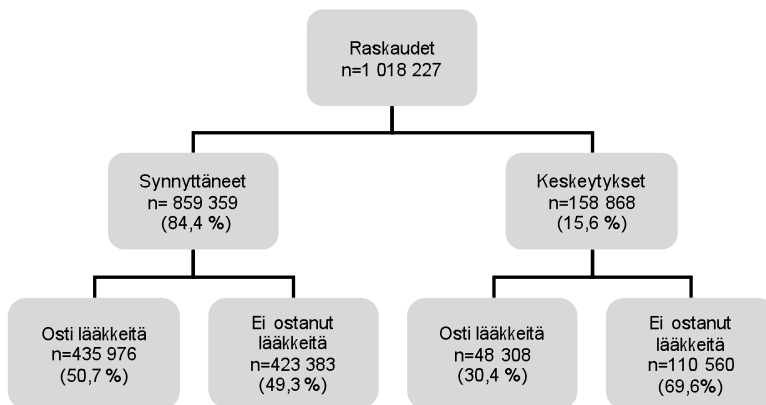 Raskaudet
n=1 018 227
Synnyttäneet
n= 859 359
(84,4 %)
Keskeytykset
n=158 868
(15,6 %)
Osti lääkkeitä
n=435 976
(50,7 %)
Ei ostanut
lääkkeitä
n=423 383
(49,3 %)
Osti lääkkeitä
n=48 308
(30,4 %)
Ei ostanut
lääkkeitä
n=110 560
(69,6%)